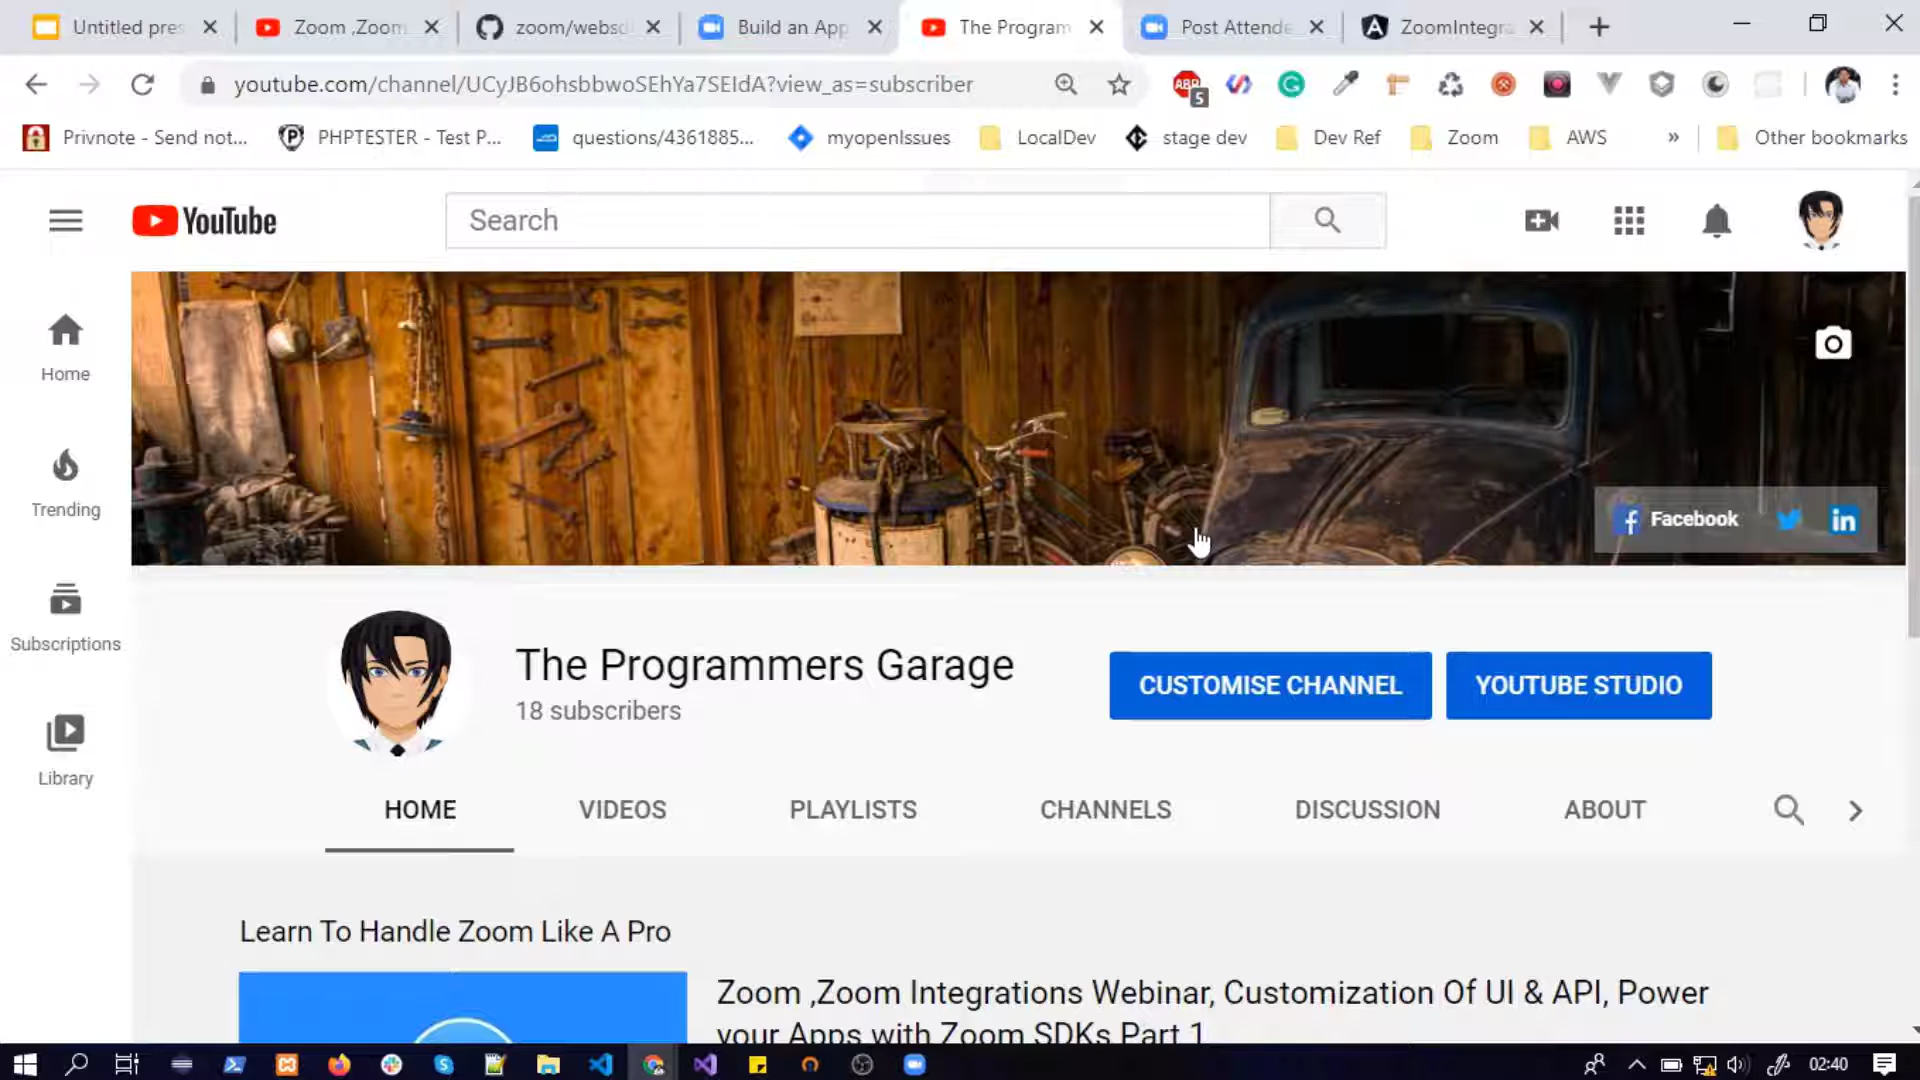 Untitled pres
Zoom ,Zoom
zoom/websd
Build an App
The Program
Post Attende
ZoomIntegra
youtube.com/channel/UCyJB6ohsbbwoSEhYa7SEIdA?view_as=subscriber
ABP
5
Privnote - Send not...
PHPTESTER - Test P...
questions/4361885...
myopenIssues
LocalDev
stage dev
Dev Ref
Zoom
AWS
»
Other bookmarks
YouTube
Search
Home
Trending
Subscriptions
Library
Facebook
The Programmers Garage
18 subscribers
CUSTOMISE CHANNEL
YOUTUBE STUDIO
HOME
VIDEOS
PLAYLISTS
CHANNELS
DISCUSSION
ABOUT
Learn To Handle Zoom Like A Pro
Zoom ,Zoom Integrations Webinar, Customization Of UI & API, Power
your Apps with Zoom SDKs Part 1
02:40